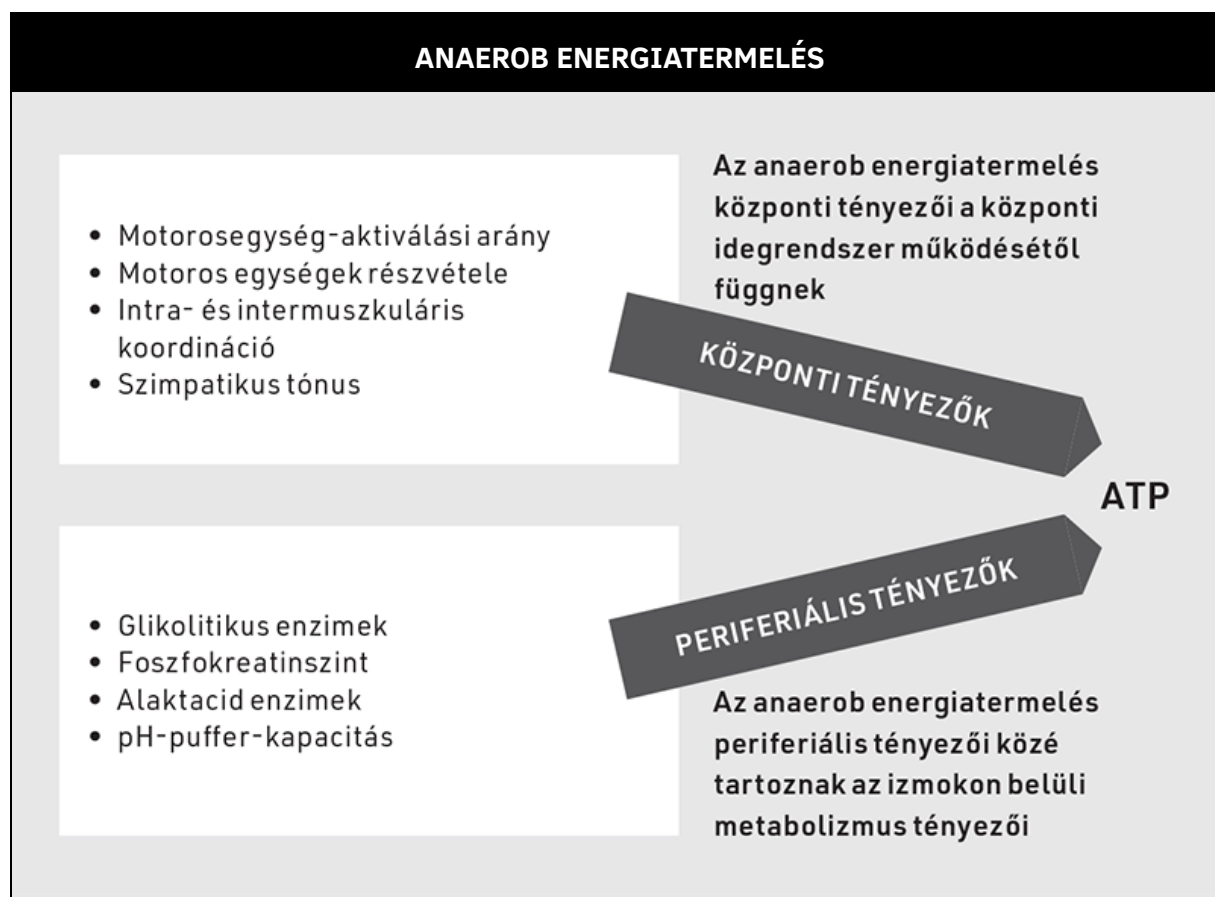 ANAEROB ENERGIATERMELÉS
• Motorosegység-aktiválási arány
• Motoros egységek részvétele
• Intra- és intermuszkuláris
koordináció
• Szimpatikus tónus
Az anaerob energiatermelés
központi tényezői a központi
idegrendszer működésétől
függnek
KÖZPONTI TÉNYEZŐK
ATP
• Glikolitikus enzimek
• Foszfokreatinszint
• Alaktacid enzimek
• pH-puffer-kapacitás
PERIFERIÁLIS TÉNYEZŐK
Az anaerob energiatermelés
periferiális tényezői közé
tartoznak az izmokon belüli
metabolizmus tényezői